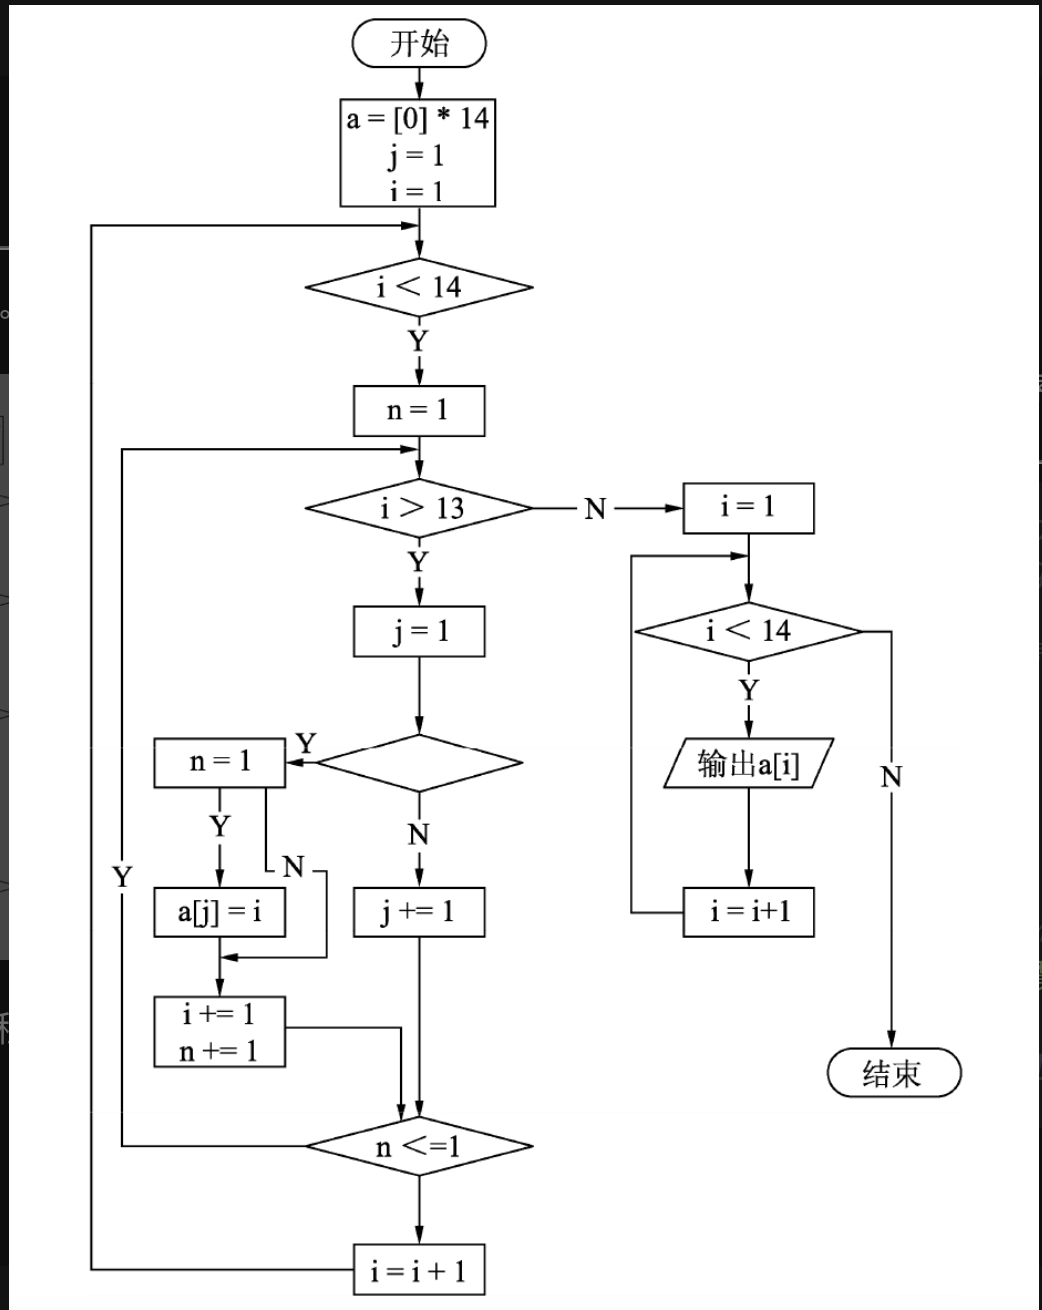 开始
a = [0] * 14
j = 1
i = 1
i < 14
Y
n = 1
i > 13
N
i = 1
Y
j = 1
i < 14
Y
Y
n = 1
输出a[i]
N
Y
N
N
Y
a[j] = i
j += 1
i = i+1
i += 1
n += 1
结束
n <=1
i = i + 1